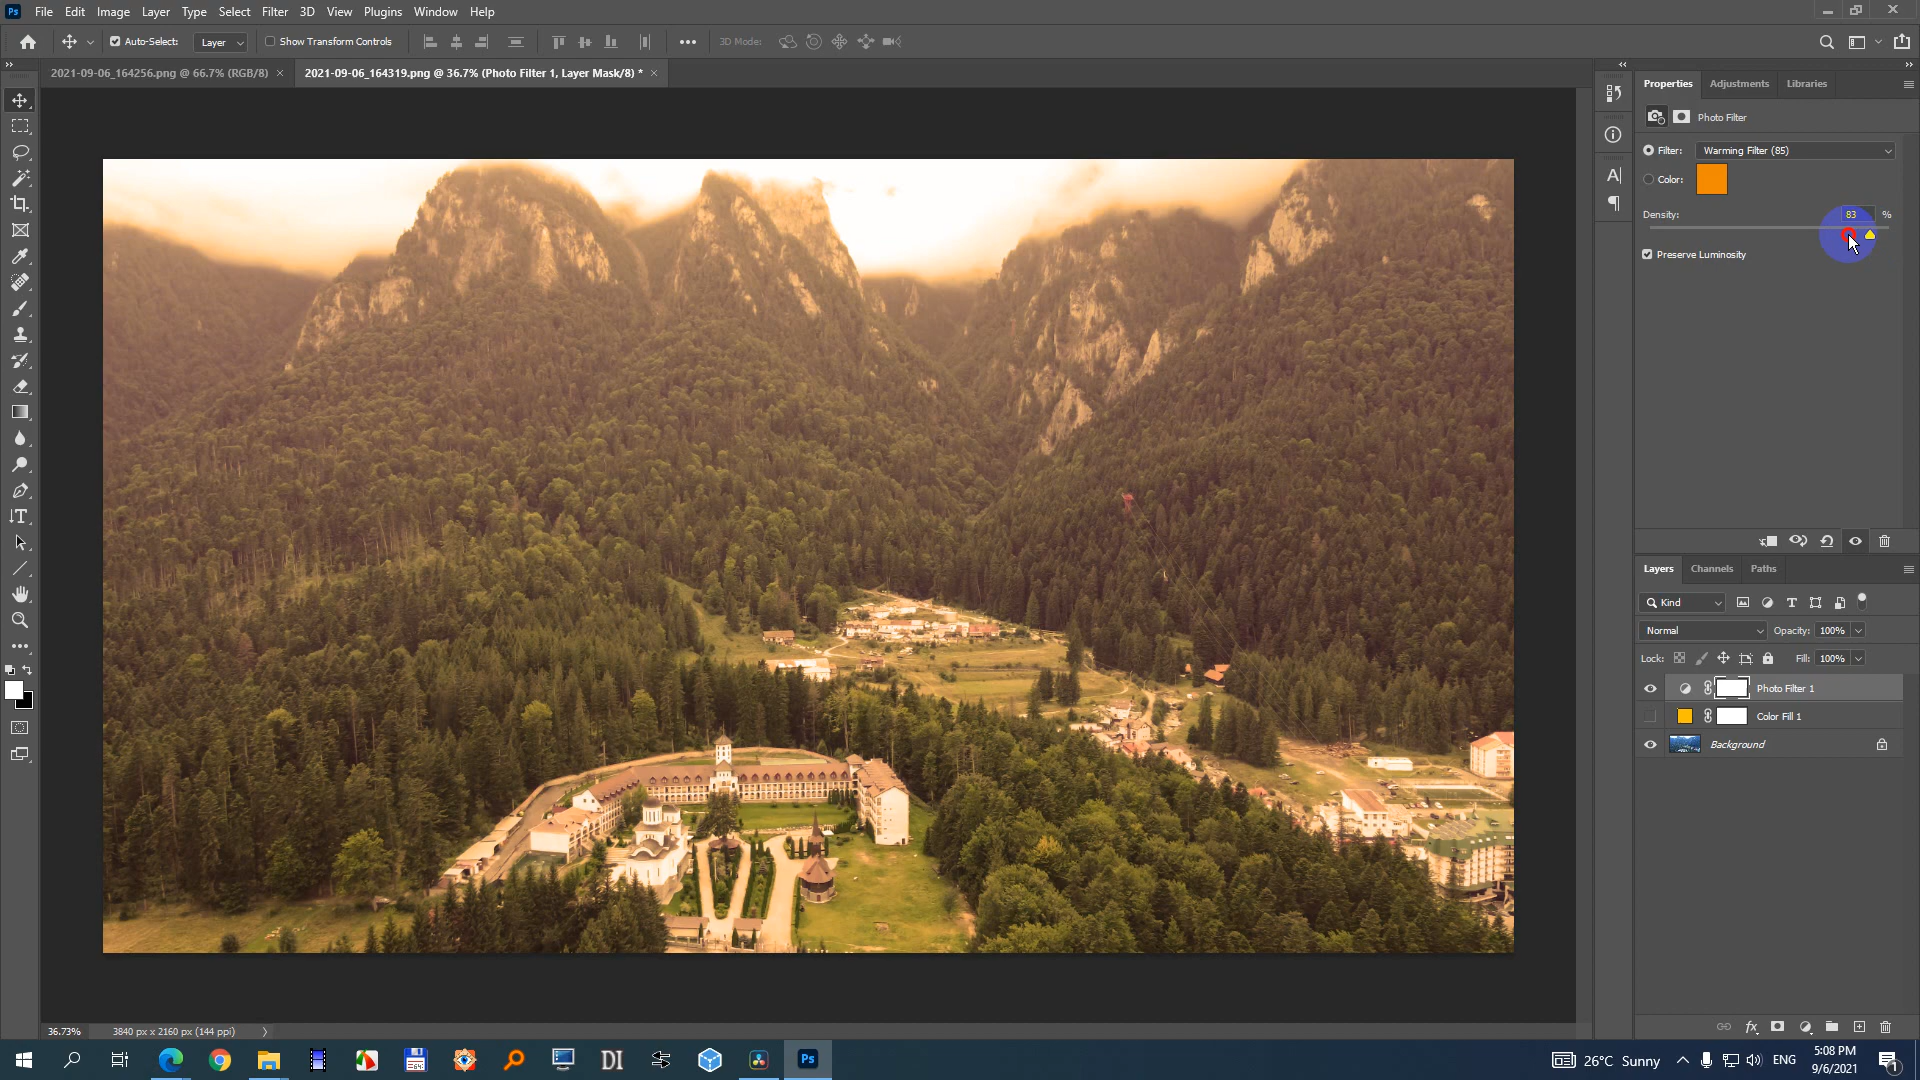 Ps File Edit Image Layer Type Select Filter 3D View Plugins Window Help
Auto-Select: Layer Show Transform Controls 3D Mode:
2021-09-06_164256.png @ 66.7% (RGB/8) × 2021-09-06_164319.png @ 36.7% (Photo Filter 1, Layer Mask/8) * ×
Properties Adjustments Libraries
Photo Filter
Filter: Warming Filter (85)
Color:
Density: 83 %
Preserve Luminosity
Layers Channels Paths
Kind
Normal Opacity: 100%
Lock: Fill: 100%
Photo Filter 1
Color Fill 1
Background
36.73% 3840 px x 2160 px (144 ppi)
DI Ps 26°C Sunny ENG 5:08 PM
9/6/2021
1